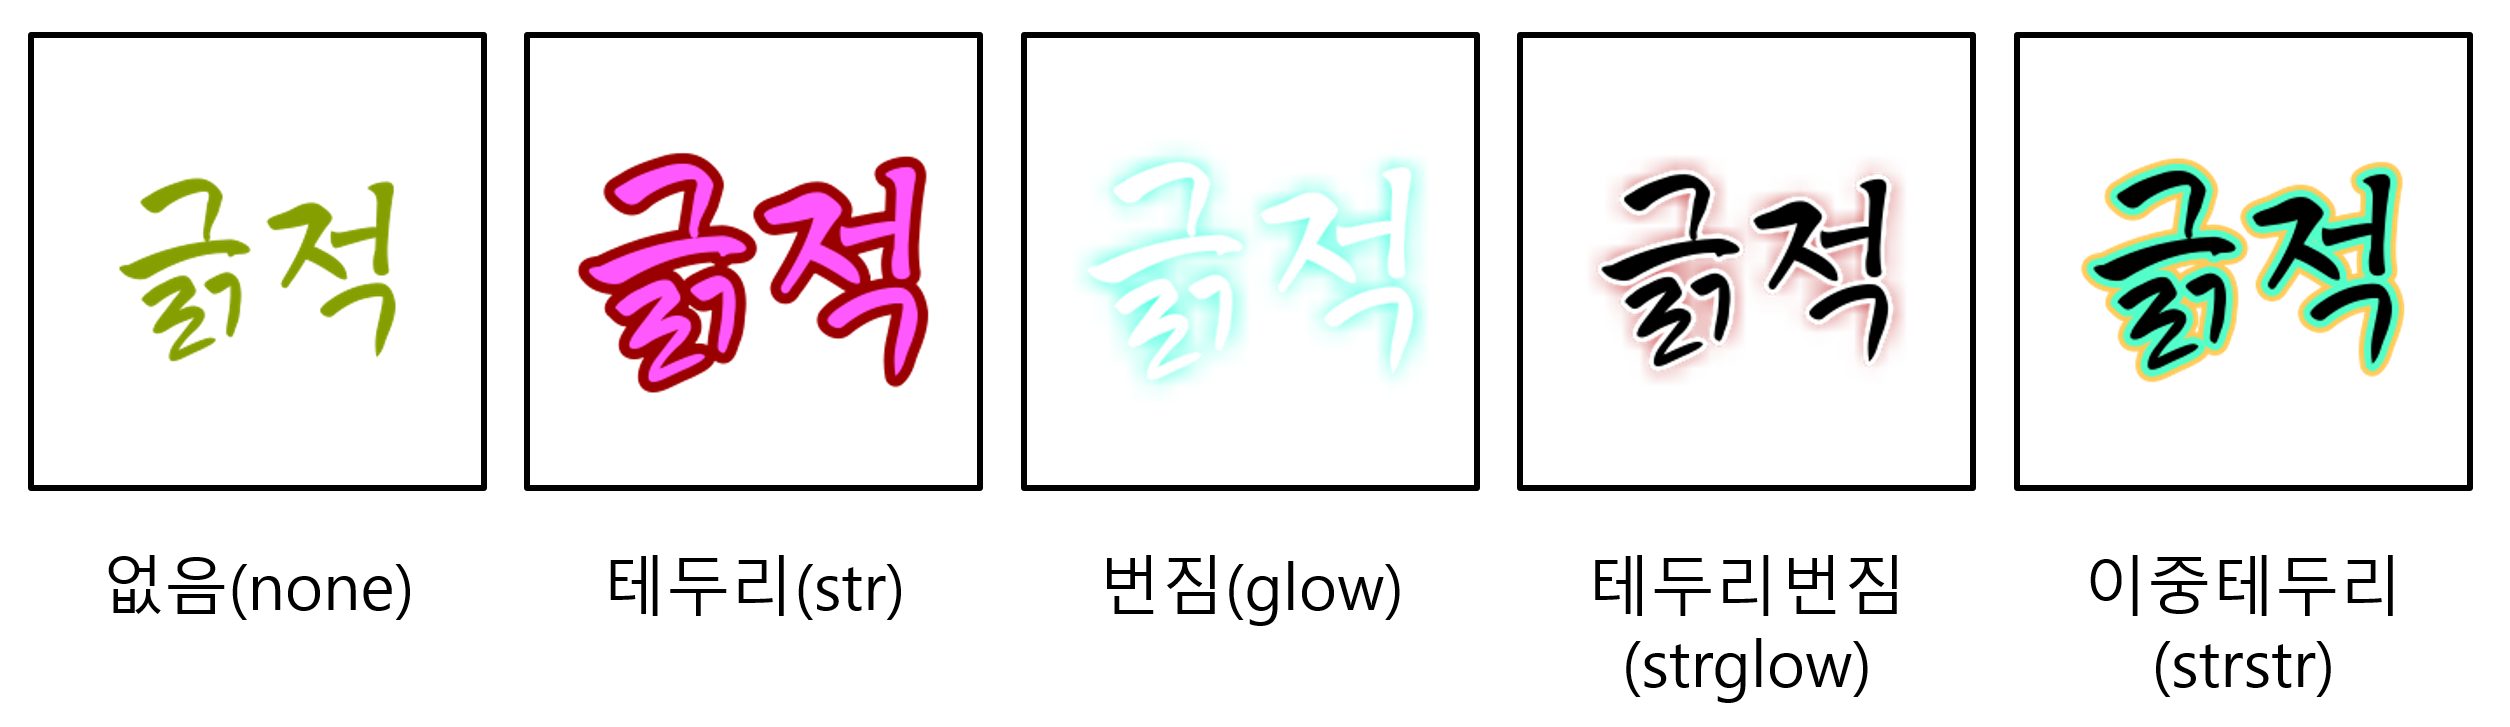 긁적 긁적 긁적 긁적 긁적
없음(none) 테두리(str) 번짐(glow) 테두리번짐 이중테두리
(strglow) (strstr)